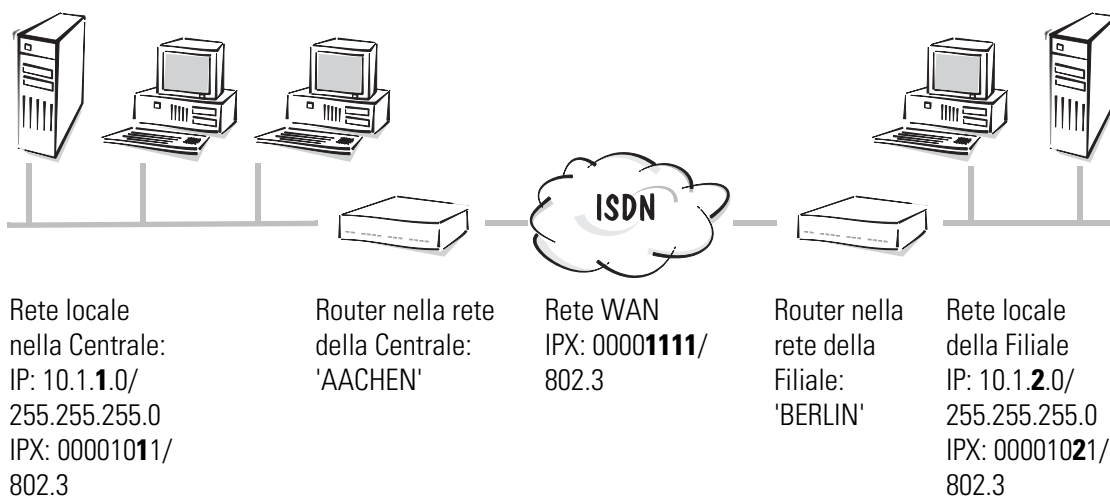 ISDN
Rete locale
nella Centrale:
IP: 10.1.1.0/
255.255.255.0
IPX: 00001011/
802.3
Router nella rete
della Centrale:
'AACHEN'
Rete WAN
IPX: 00001111/
802.3
Router nella
rete della
Filiale:
'BERLIN'
Rete locale
della Filiale
IP: 10.1.2.0/
255.255.255.0
IPX: 00001021/
802.3